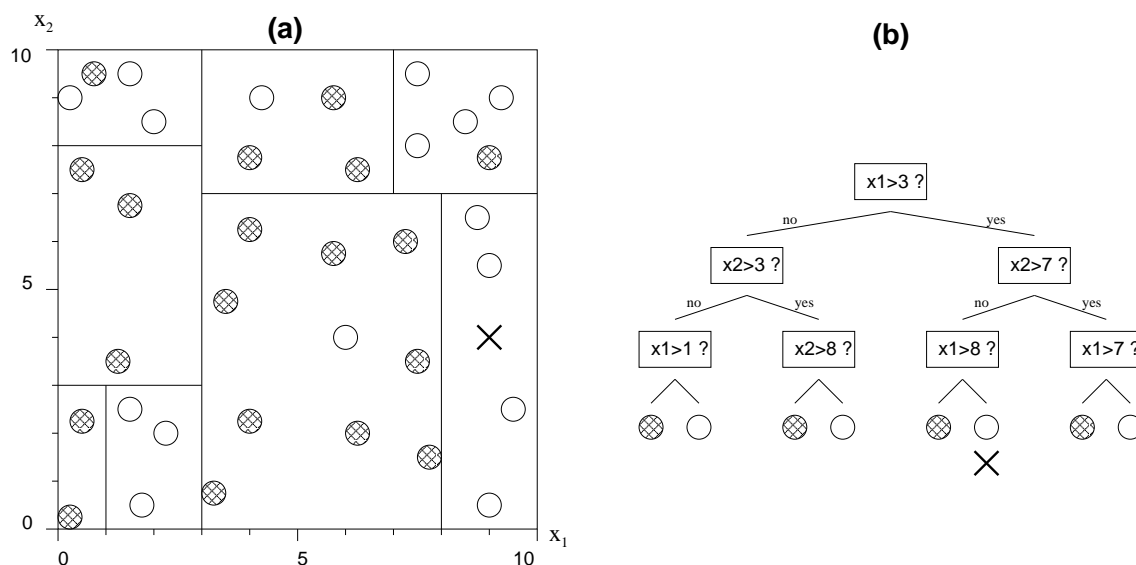 (a)
x2
10
5
0
0
5
10
x1
(b)
x1>3 ?
no
yes
x2>3 ?
x2>7 ?
no
yes
no
yes
x1>1 ?
x2>8 ?
x1>8 ?
x1>7 ?